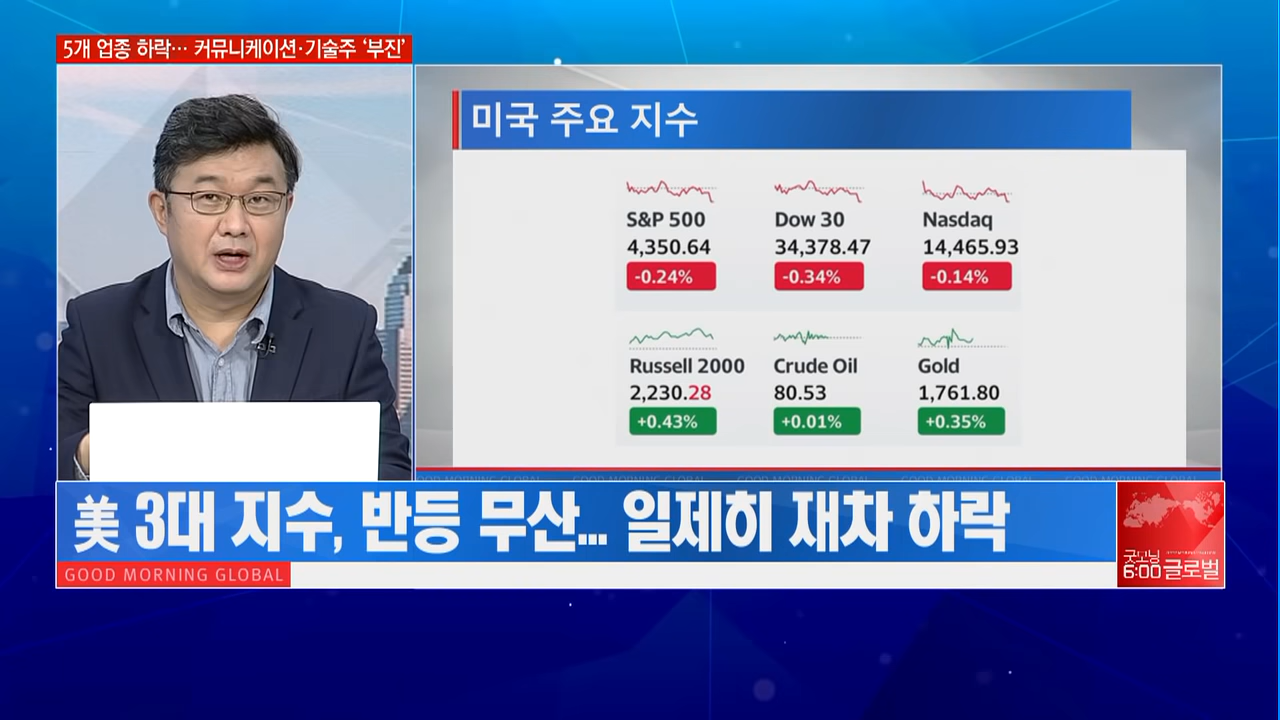 5개 업종 하락… 커뮤니케이션·기술주 ‘부진’
미국 주요 지수
S&P 500
4,350.64
-0.24%
Dow 30
34,378.47
-0.34%
Nasdaq
14,465.93
-0.14%
Russell 2000
2,230.28
+0.43%
Crude Oil
80.53
+0.01%
Gold
1,761.80
+0.35%
美 3대 지수, 반등 무산... 일제히 재차 하락
GOOD MORNING GLOBAL
굿모닝
6:00 글로벌